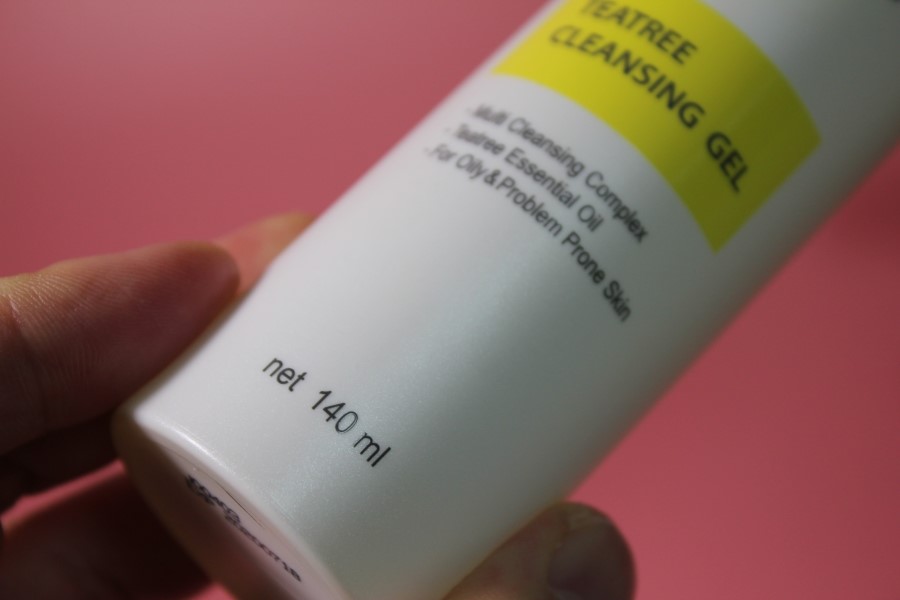 TEATREE
CLEANSING GEL
- Multi Cleansing Complex
- Teatree Essential Oil
- For Oily & Problem Prone Skin
net 140 ml